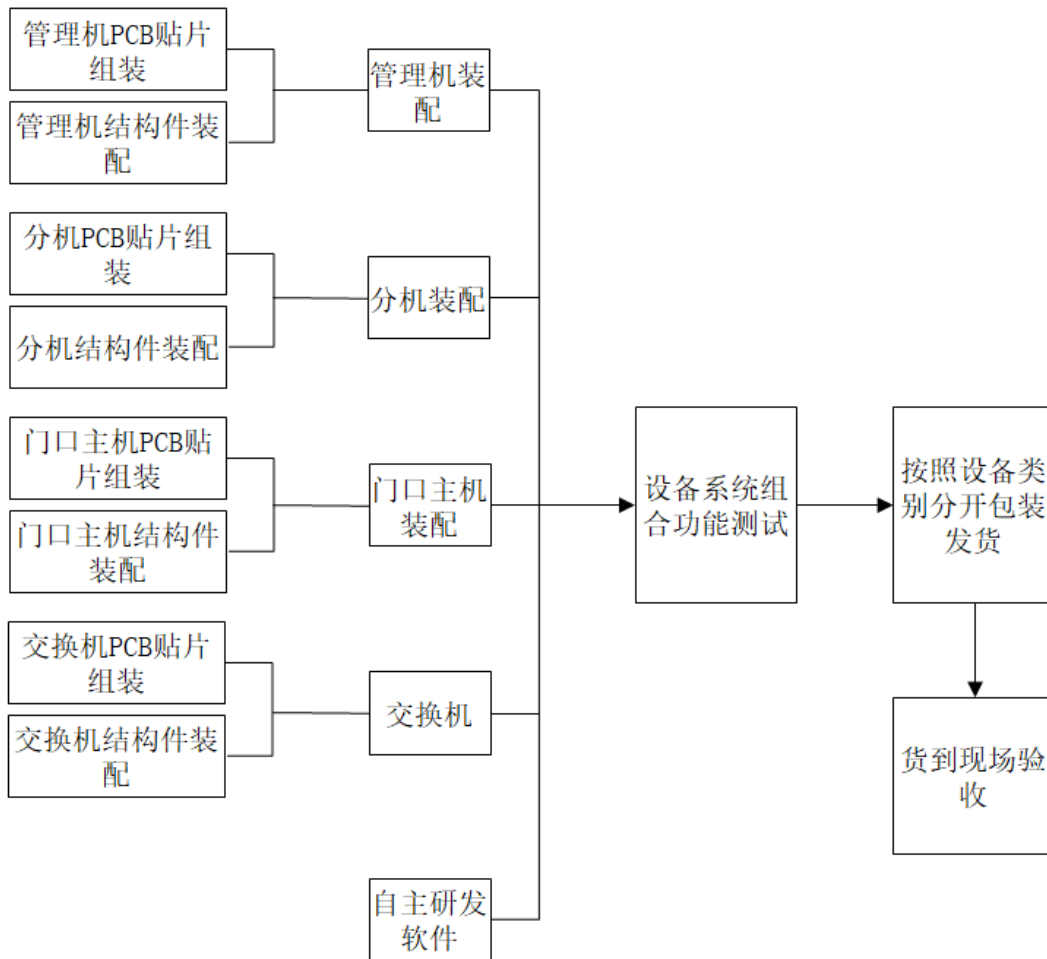 管理机PCB贴片
组装
管理机结构件装
配
管理机装
配
分机PCB贴片组
装
分机结构件装配
分机装配
门口主机PCB贴
片组装
门口主机结构件
装配
门口主机
装配
交换机PCB贴片
组装
交换机结构件装
配
交换机
自主研发
软件
设备系统组
合功能测试
按照设备类
别分开包装
发货
货到现场验
收